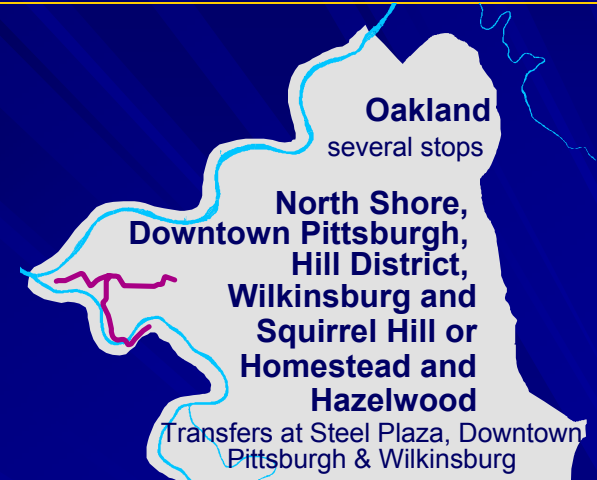 Oakland
several stops
North Shore,
Downtown Pittsburgh,
Hill District,
Wilkinsburg and
Squirrel Hill or
Homestead and
Hazelwood
Transfers at Steel Plaza, Downtown
Pittsburgh & Wilkinsburg